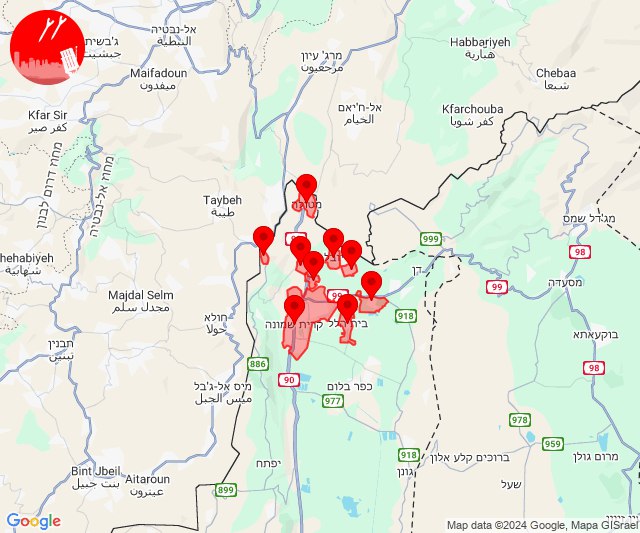 אל-נבטיה
النبطية
ג'בשית
جبشيت
Habbariyeh
هبارية
Maifadoun
ميفدون
מרג' עיון
مرجعيون
Chebaa
شبعا
Kfar Sir
كفر صير
אל-ח'יאם
الخيام
Kfarchouba
كفر شوبا
מחוז דרום לבנון
מחוז אל-נבטיה
Taybeh
طيبة
מטולה
מג'דל שמס
999
98
דן
99
מסעדה
hehabiyeh
شهابية
Majdal Selm
مجدل سلم
חולא
حولا
918
קרית שמונה
בית הלל
בוקעאתא
תבנין
تبنين
886
98
90
מיס אל-ג'בל
ميس الجبل
כפר בלום
977
978
959
918
מרום גולן
ברוכים קלע אלון
Bint Jbeil
بنت جبيل
Aitaroun
عيترون
יפתח
גונן
שעל
899
Google
Map data ©2024 Google, Mapa GISrael